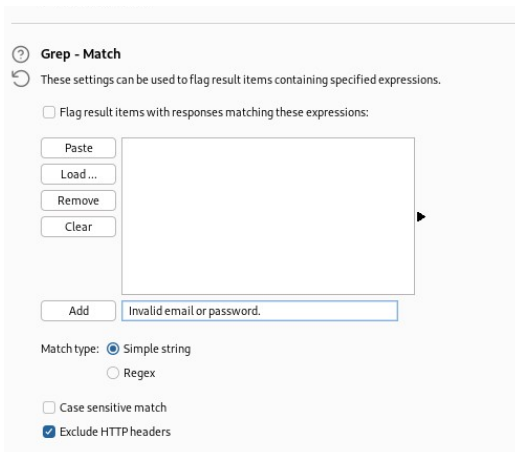 Grep - Match
These settings can be used to flag result items containing specified expressions.
Flag result items with responses matching these expressions:
Paste
Load ...
Remove
Clear
Add Invalid email or password.
Match type: Simple string
Regex
Case sensitive match
Exclude HTTP headers